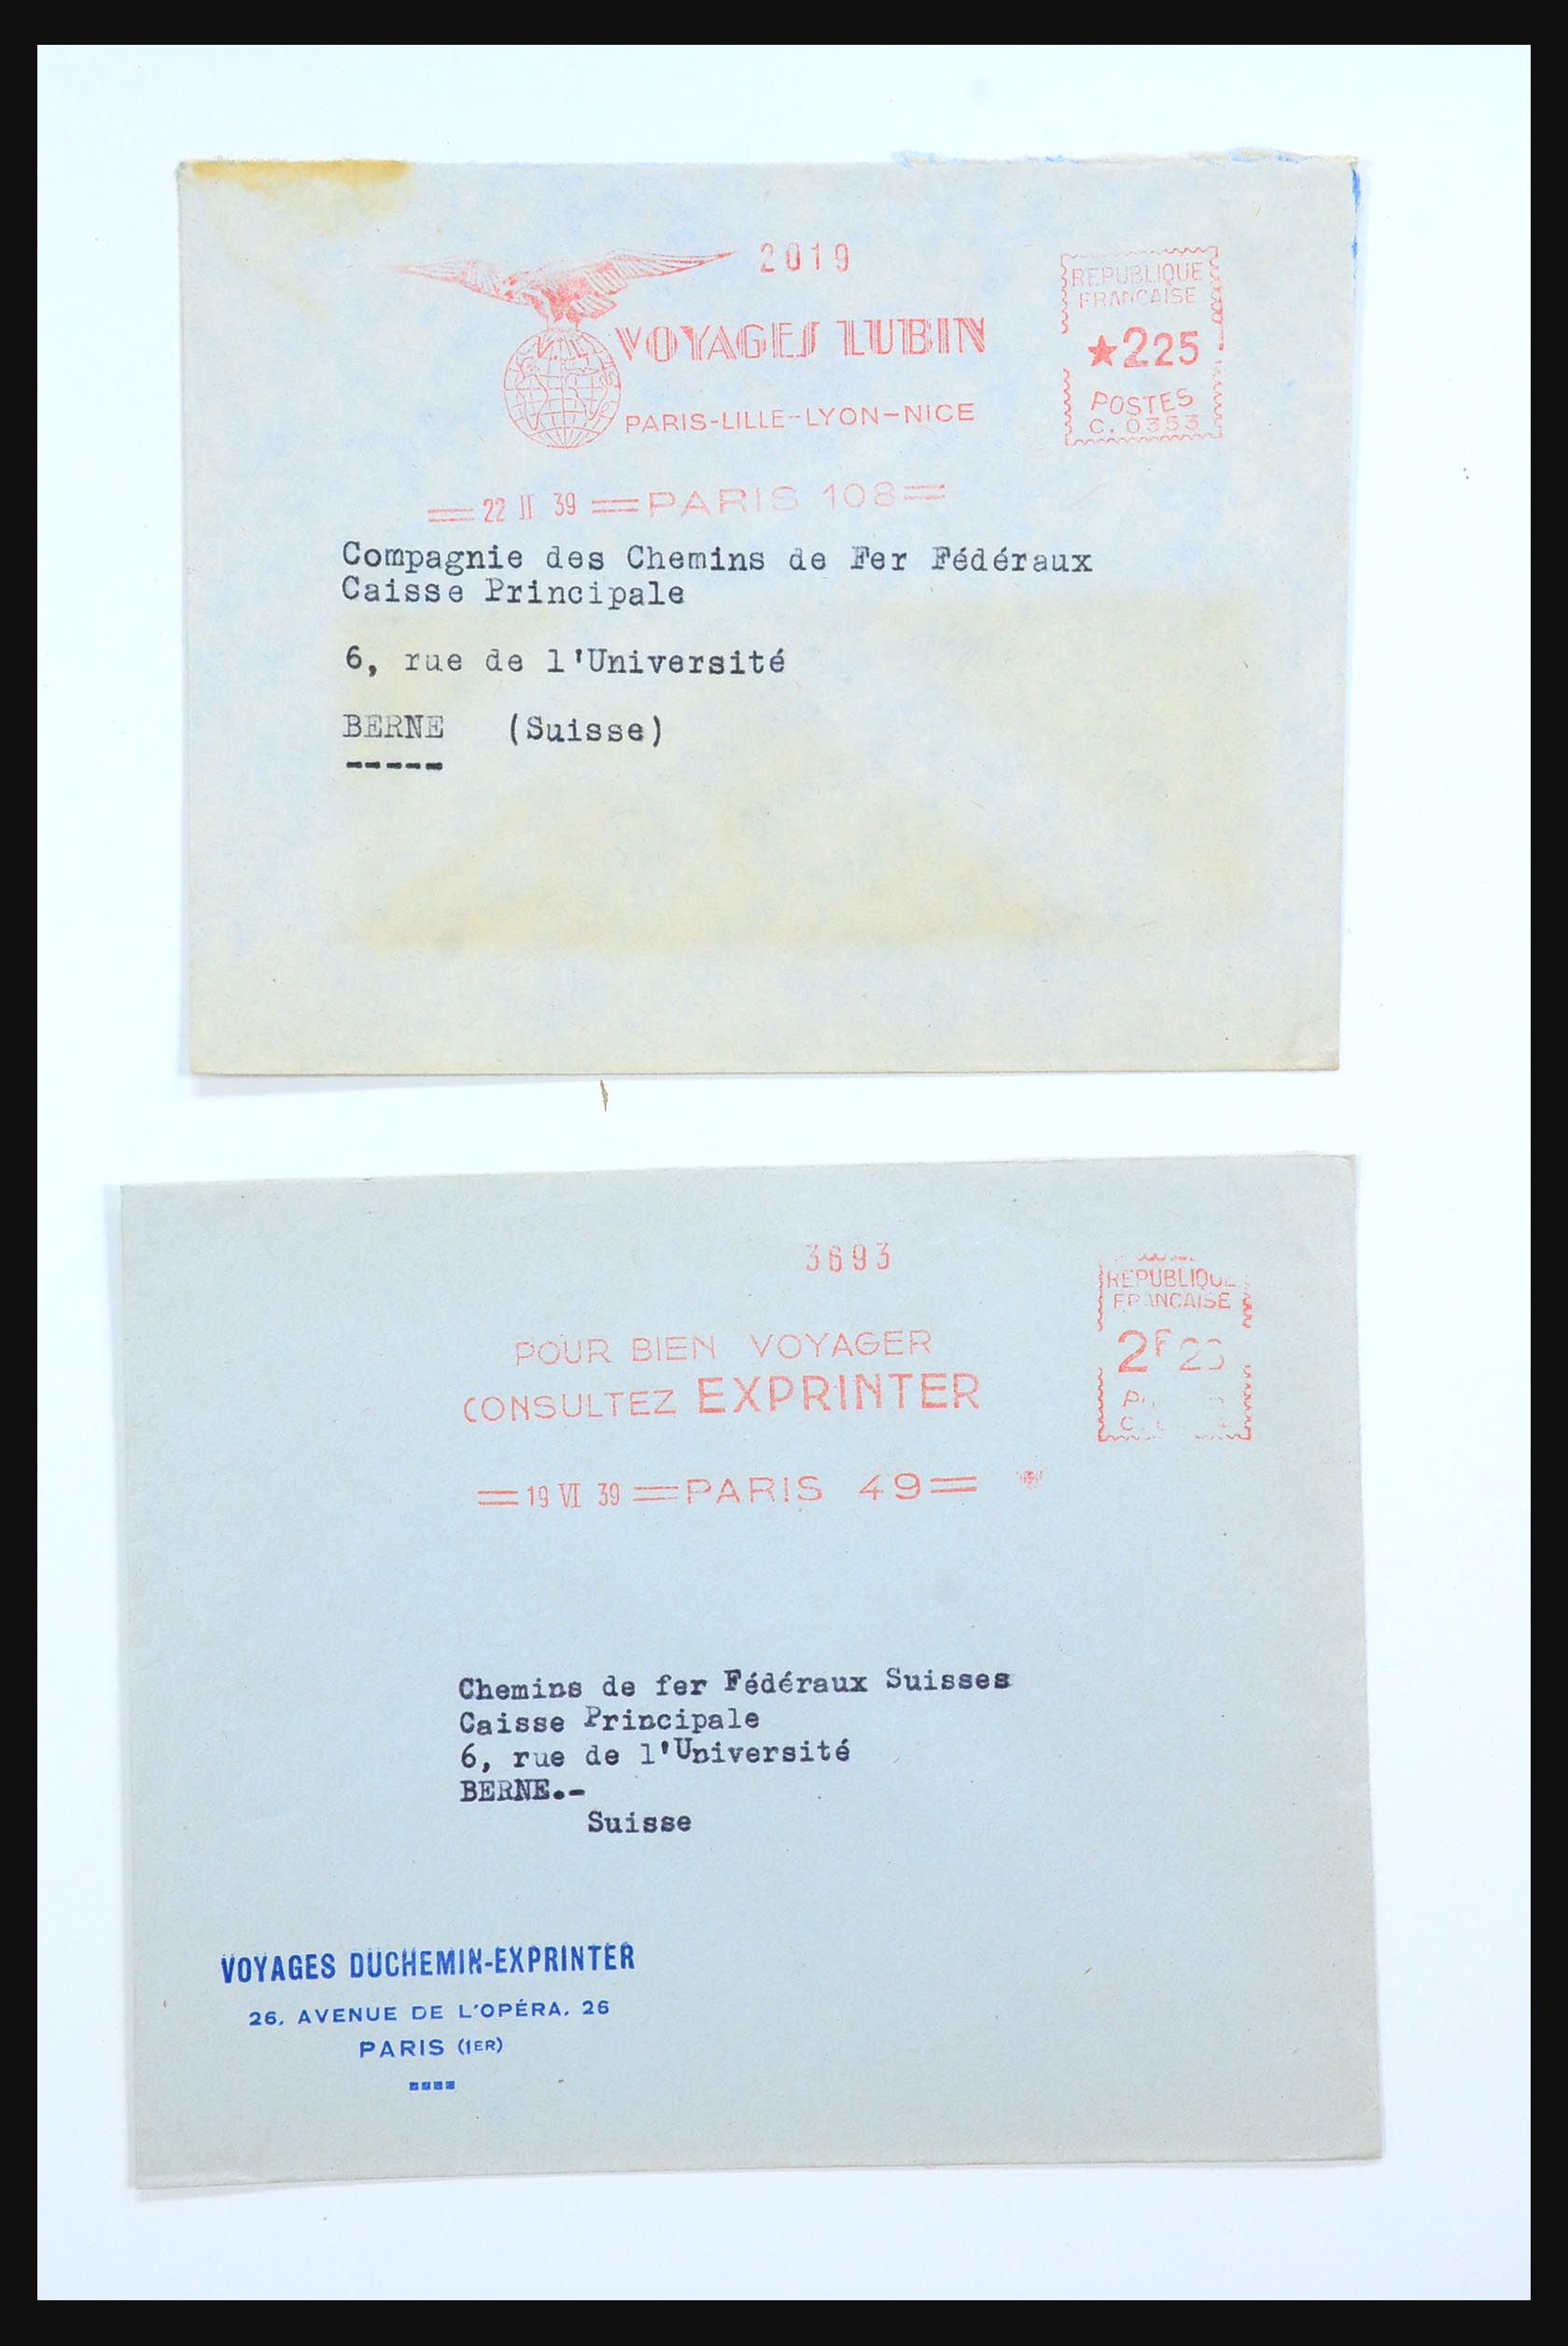 2019
VOYAGES LUBIN
PARIS-LILLE-LYON-NICE
REPUBLIQUE
FRANCAISE
★225
POSTES
C. 0353
22 II 39 PARIS 108
Compagnie des Chemins de Fer Fédéraux
Caisse Principale
6, rue de l'Université
BERNE (Suisse)
-----
3693
POUR BIEN VOYAGER
CONSULTEZ EXPRINTER
REPUBLIQUE
FRANCAISE
19 VI 39 PARIS 49
Chemins de fer Fédéraux Suisses
Caisse Principale
6, rue de l'Université
BERNE.-
Suisse
VOYAGES DUCHEMIN-EXPRINTER
26, AVENUE DE L'OPÉRA, 26
PARIS (1ER)